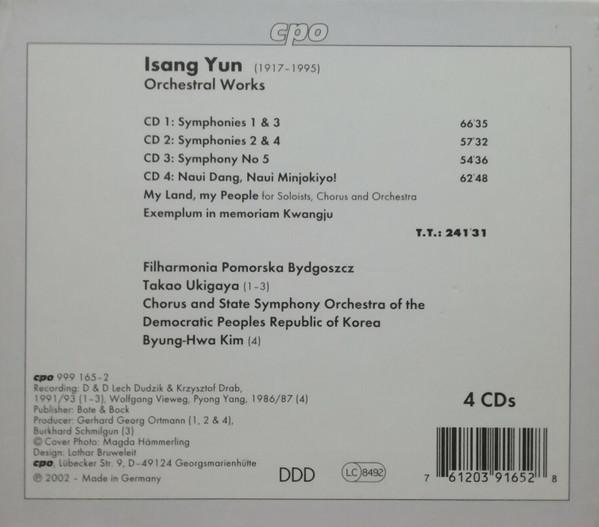 cpo
Isang Yun (1917-1995)
Orchestral Works
CD 1: Symphonies 1 & 3 66'35
CD 2: Symphonies 2 & 4 57'32
CD 3: Symphony No 5 54'36
CD 4: Naui Dang, Naui Minjokiyo! 62'48
My Land, my People for Soloists, Chorus and Orchestra
Exemplum in memoriam Kwangju
T.T.: 241'31
Filharmonia Pomorska Bydgoszcz
Takao Ukigaya (1-3)
Chorus and State Symphony Orchestra of the
Democratic Peoples Republic of Korea
Byung-Hwa Kim (4)
cpo 999 165-2
Recording: D & D Lech Dudzik & Krzysztof Drab,
1991/93 (1-3), Wolfgang Vieweg, Pyong Yang, 1986/87 (4)
Publisher: Bote & Bock
Producer: Gerhard Georg Ortmann (1, 2 & 4),
Burkhard Schmilgun (3)
© Cover Photo: Magda Hämmerling
Design: Lothar Bruweleit
cpo, Lübecker Str. 9, D-49124 Georgsmarienhütte
℗ 2002 - Made in Germany
DDD
LC 8492
4 CDs
7 61203 91652 8